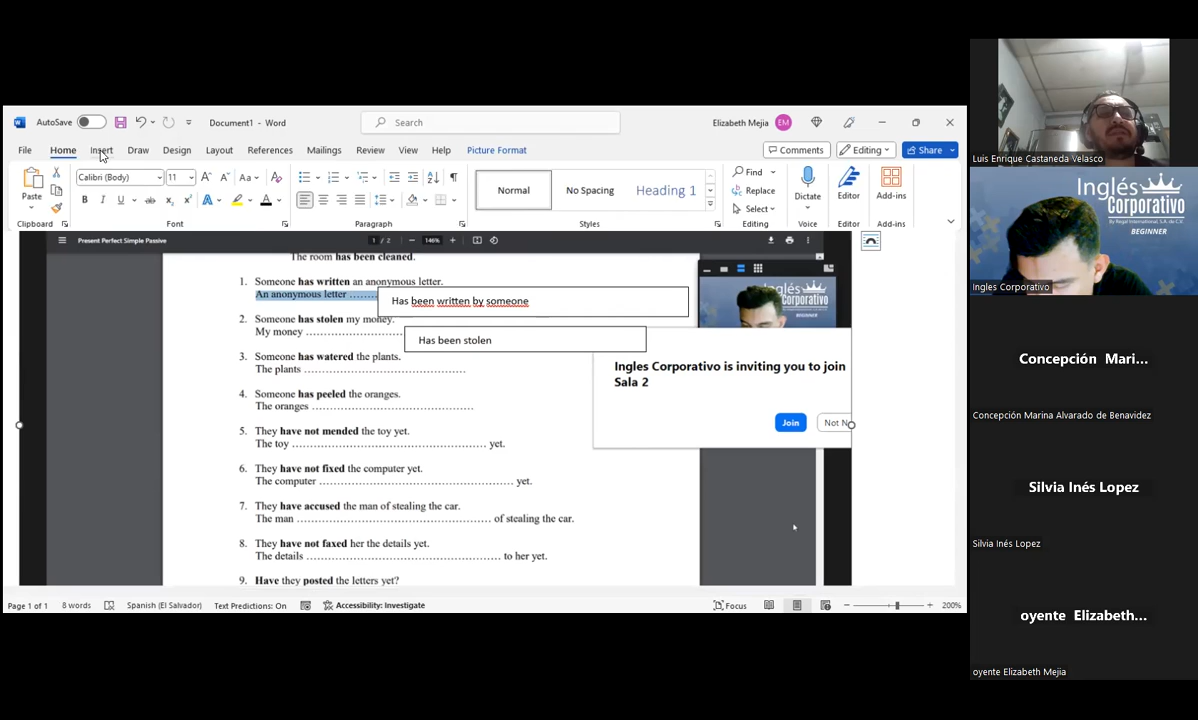 AutoSave
Document1 - Word
Search
Elizabeth Mejia
EM
File
Home
Insert
Draw
Design
Layout
References
Mailings
Review
View
Help
Picture Format
Comments
Editing
Share
Paste
Clipboard
Calibri (Body)
11
Font
Paragraph
Normal
No Spacing
Heading 1
Styles
Find
Replace
Select
Editing
Dictate
Voice
Editor
Editor
Add-ins
Add-ins
Present Perfect Simple Passive
1 / 2
146%
The room has been cleaned.
1. Someone has written an anonymous letter.
An anonymous letter ........
Has been written by someone
2. Someone has stolen my money.
My money ........................
Has been stolen
3. Someone has watered the plants.
The plants ..........................................
4. Someone has peeled the oranges.
The oranges ..........................................
5. They have not mended the toy yet.
The toy .................................................. yet.
6. They have not fixed the computer yet.
The computer .................................................. yet.
7. They have accused the man of stealing the car.
The man .................................................. of stealing the car.
8. They have not faxed her the details yet.
The details .................................................. to her yet.
9. Have they posted the letters yet?
Inglés
Corporativo
BEGINNER
Ingles Corporativo is inviting you to join
Sala 2
Join
Not N
Page 1 of 1
8 words
Spanish (El Salvador)
Text Predictions: On
Accessibility: Investigate
Focus
200%
Luis Enrique Castaneda Velasco
Inglés
Corporativo
By Regal International, S.A. de C.V.
BEGINNER
Ingles Corporativo
Concepción Mari...
Concepción Marina Alvarado de Benavidez
Silvia Inés Lopez
Silvia Inés Lopez
oyente Elizabeth...
oyente Elizabeth Mejia